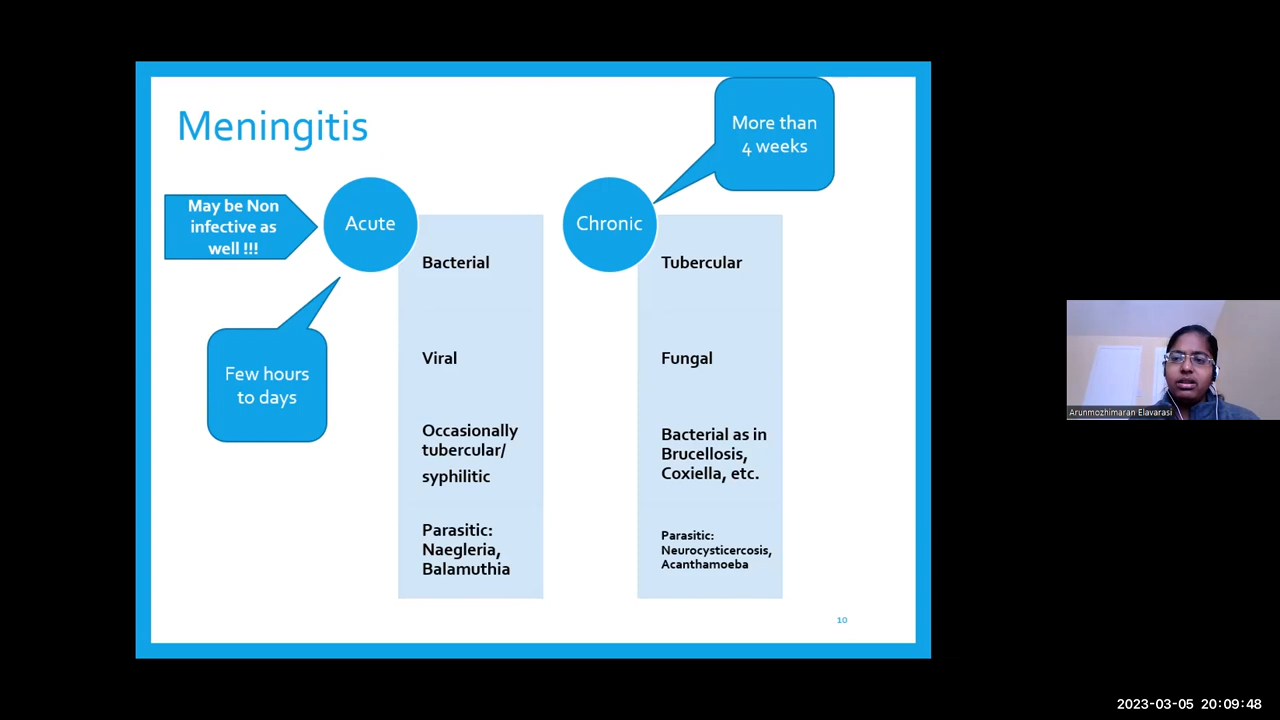 Meningitis
More than
4 weeks
May be Non
infective as
well !!!
Acute
Chronic
Few hours
to days
Bacterial
Viral
Occasionally
tubercular/
syphilitic
Parasitic:
Naegleria,
Balamuthia
Tubercular
Fungal
Bacterial as in
Brucellosis,
Coxiella, etc.
Parasitic:
Neurocysticercosis,
Acanthamoeba
10
Arunmozhimaran Elavarasi
2023-03-05 20:09:48